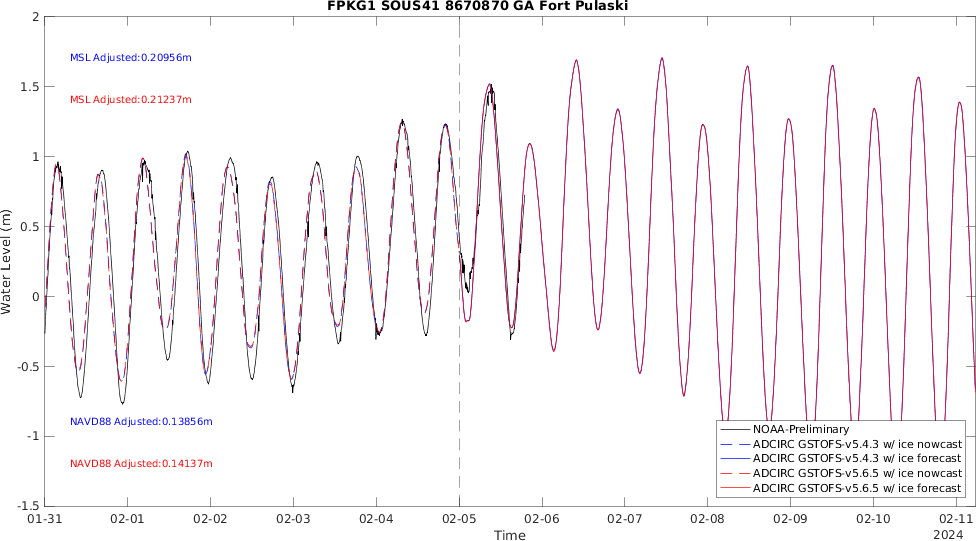 FPKG1 SOUS41 8670870 GA Fort Pulaski
2
1.5
1
0.5
0
-0.5
-1
-1.5
Water Level (m)
MSL Adjusted:0.20956m
MSL Adjusted:0.21237m
NAVD88 Adjusted:0.13856m
NAVD88 Adjusted:0.14137m
NOAA-Preliminary
ADCIRC GSTOFS-v5.4.3 w/ ice nowcast
ADCIRC GSTOFS-v5.4.3 w/ ice forecast
ADCIRC GSTOFS-v5.6.5 w/ ice nowcast
ADCIRC GSTOFS-v5.6.5 w/ ice forecast
01-31 02-01 02-02 02-03 02-04 02-05 02-06 02-07 02-08 02-09 02-10 02-11
Time 2024